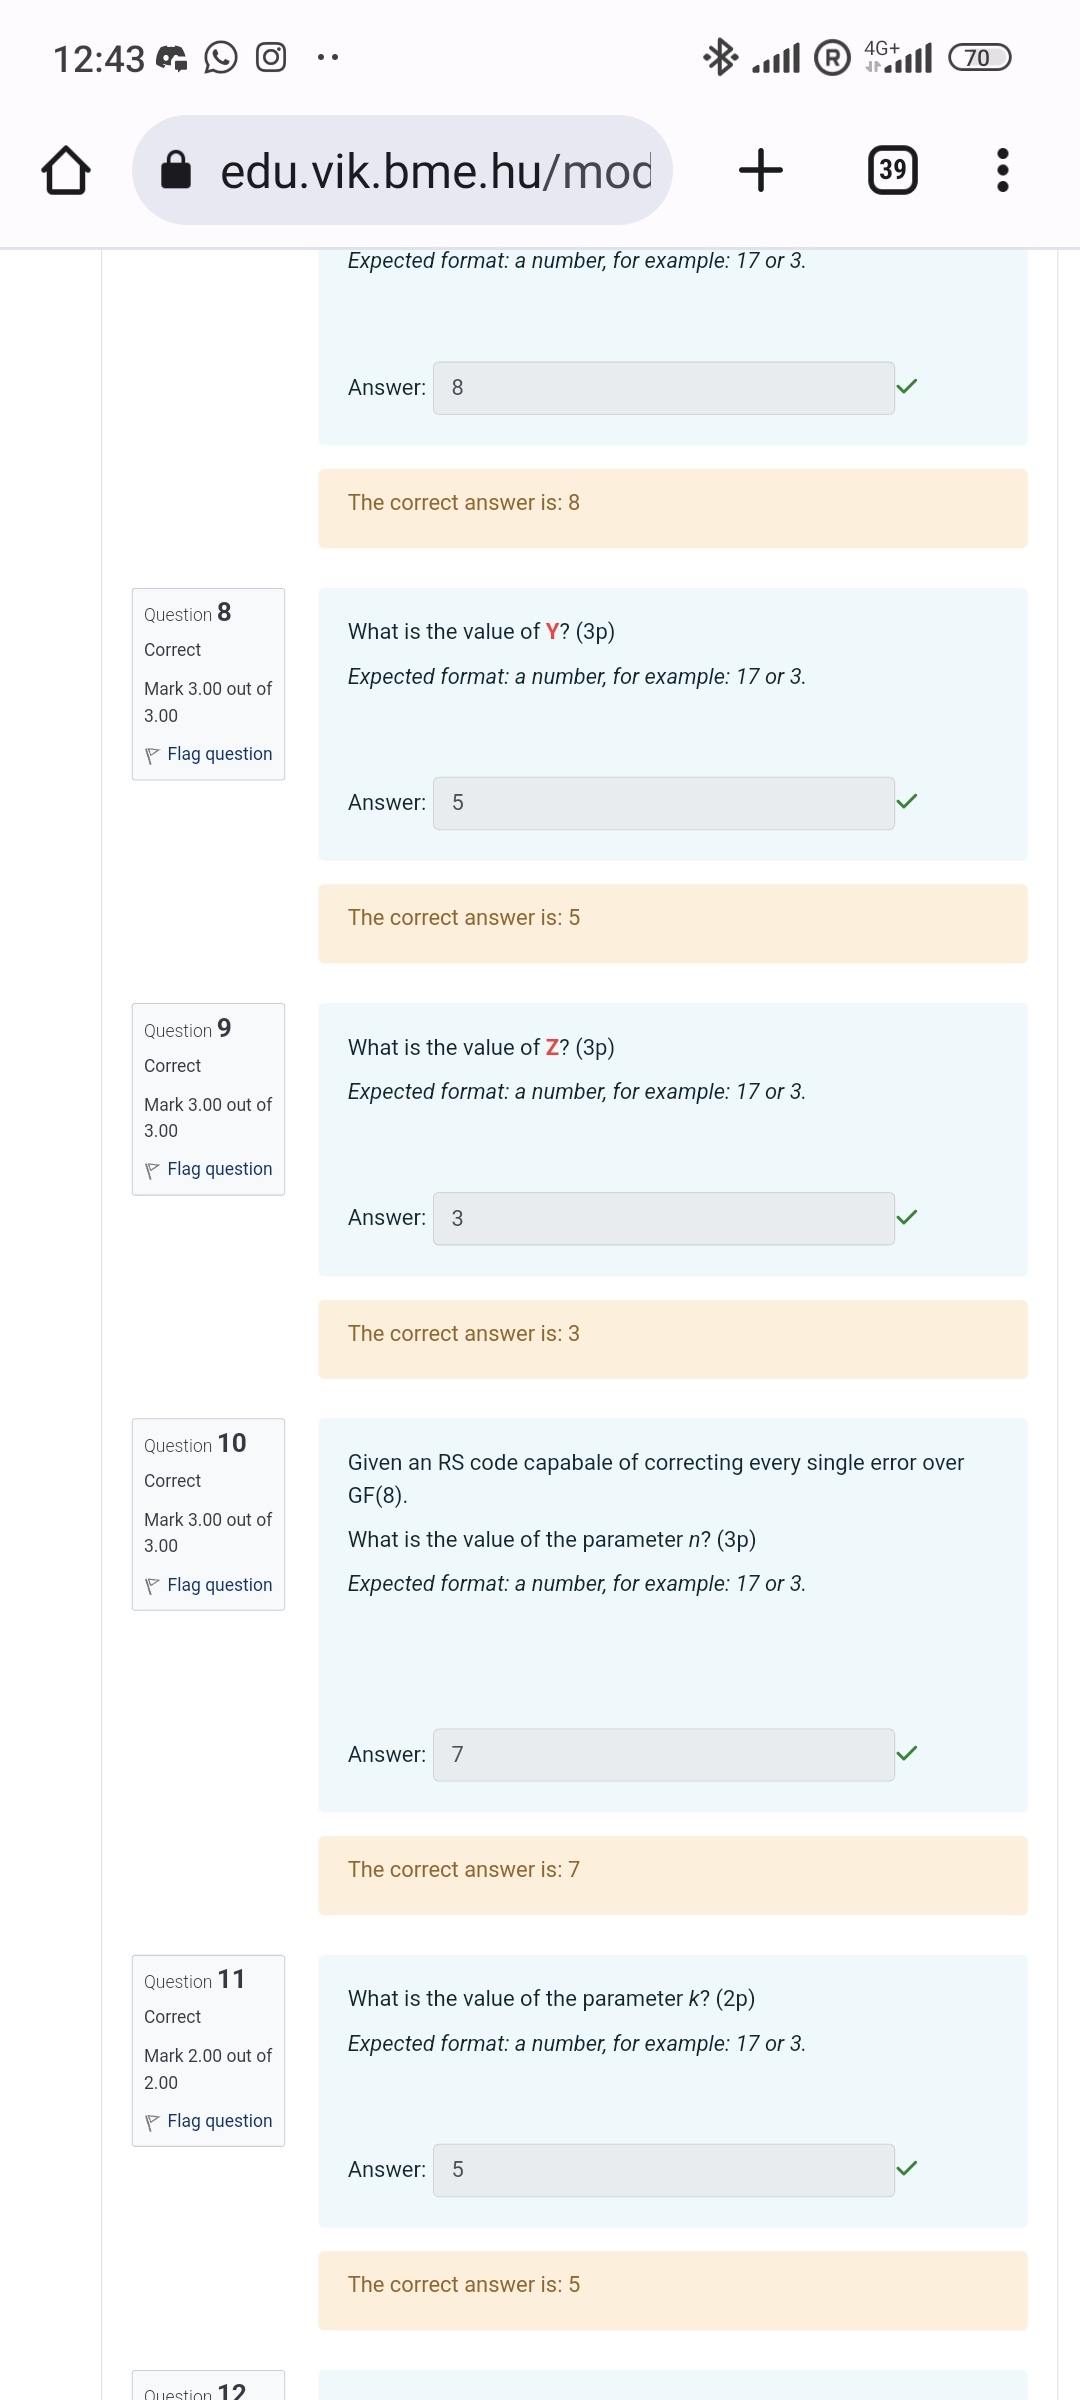 12:43
4G+
70
edu.vik.bme.hu/mod
39
Expected format: a number, for example: 17 or 3.
Answer: 8
The correct answer is: 8
Question 8
Correct
Mark 3.00 out of
3.00
Flag question
What is the value of Y? (3p)
Expected format: a number, for example: 17 or 3.
Answer: 5
The correct answer is: 5
Question 9
Correct
Mark 3.00 out of
3.00
Flag question
What is the value of Z? (3p)
Expected format: a number, for example: 17 or 3.
Answer: 3
The correct answer is: 3
Question 10
Correct
Mark 3.00 out of
3.00
Flag question
Given an RS code capabale of correcting every single error over
GF(8).
What is the value of the parameter n? (3p)
Expected format: a number, for example: 17 or 3.
Answer: 7
The correct answer is: 7
Question 11
Correct
Mark 2.00 out of
2.00
Flag question
What is the value of the parameter k? (2p)
Expected format: a number, for example: 17 or 3.
Answer: 5
The correct answer is: 5
Question 12